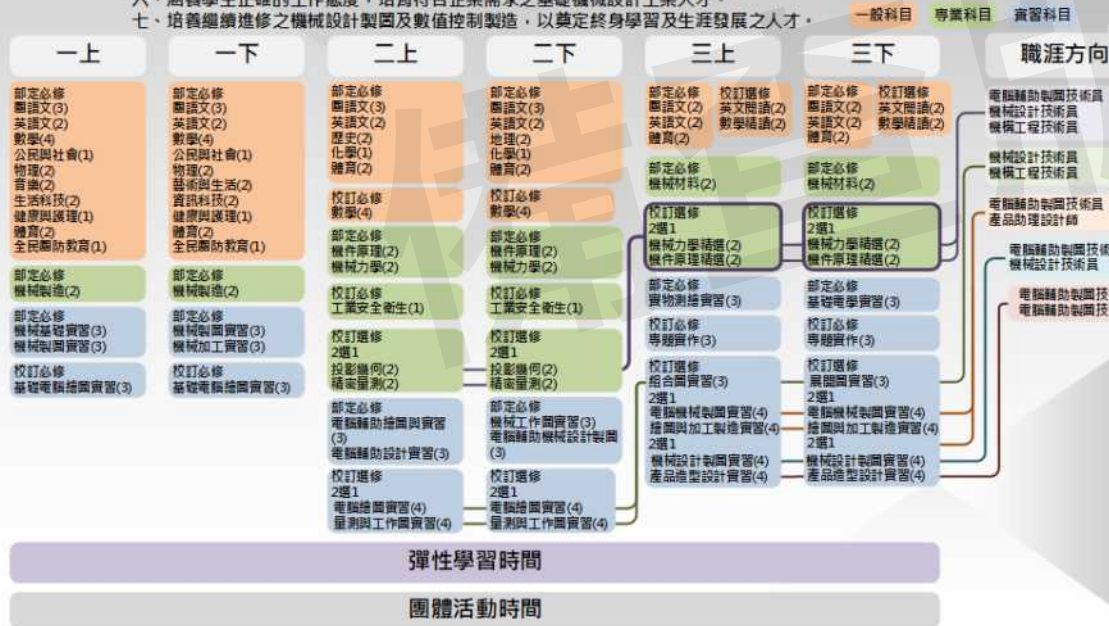 七、培養繼續進修之機械設計製圖及數值控制製造，以奠定終身學習及生涯發展之人才。
一般科目 專業科目 實習科目
一上
部定必修
國語文(3)
英語文(2)
數學(4)
公民與社會(1)
物理(2)
音樂(2)
生活科技(2)
健康與護理(1)
體育(2)
全民國防教育(1)
部定必修
機械製造(2)
部定必修
機械基礎實習(3)
機械製圖實習(3)
校訂必修
基礎電腦繪圖實習(3)
一下
部定必修
國語文(3)
英語文(2)
數學(4)
公民與社會(1)
物理(2)
藝術與生活(2)
資訊科技(2)
健康與護理(1)
體育(2)
全民國防教育(1)
部定必修
機械製造(2)
部定必修
機械製圖實習(3)
機械加工實習(3)
校訂必修
基礎電腦繪圖實習(3)
二上
部定必修
國語文(3)
英語文(2)
歷史(2)
化學(1)
體育(2)
校訂必修
數學(4)
部定必修
機件原理(2)
機械力學(2)
校訂必修
工業安全衛生(1)
校訂選修
2選1
投影幾何(2)
精密量測(2)
部定必修
電腦輔助繪圖與實習
(3)
電腦輔助設計實習(3)
校訂選修
2選1
電腦繪圖實習(4)
量測與工作圖實習(4)
二下
部定必修
國語文(3)
英語文(2)
地理(2)
化學(1)
體育(2)
校訂必修
數學(4)
部定必修
機件原理(2)
機械力學(2)
校訂必修
工業安全衛生(1)
校訂選修
2選1
投影幾何(2)
精密量測(2)
部定必修
機械工作圖實習(3)
電腦輔助機械設計製圖
(3)
校訂選修
2選1
電腦繪圖實習(4)
量測與工作圖實習(4)
三上
部定必修
國語文(2)
英語文(2)
體育(2)
校訂選修
英文閱讀(2)
數學精讀(2)
部定必修
機械材料(2)
校訂選修
2選1
機械力學精選(2)
機件原理精選(2)
部定必修
實物測繪實習(3)
校訂必修
專題實作(3)
校訂選修
組合圖實習(3)
2選1
電腦機械製圖實習(4)
繪圖與加工製造實習(4)
2選1
機械設計製圖實習(4)
產品造型設計實習(4)
三下
部定必修
國語文(2)
英語文(2)
體育(2)
校訂選修
英文閱讀(2)
數學精讀(2)
部定必修
機械材料(2)
校訂選修
2選1
機械力學精選(2)
機件原理精選(2)
部定必修
基礎電學實習(3)
校訂必修
專題實作(3)
校訂選修
展開圖實習(3)
2選1
電腦機械製圖實習(4)
繪圖與加工製造實習(4)
2選1
機械設計製圖實習(4)
產品造型設計實習(4)
職涯方向
電腦輔助製圖技術員
機械設計技術員
機構工程技術員
機械設計技術員
機構工程技術員
電腦輔助製圖技術員
產品助理設計師
電腦輔助製圖技術
機械設計技術員
電腦輔助製圖技
電腦輔助製圖技
彈性學習時間
團體活動時間